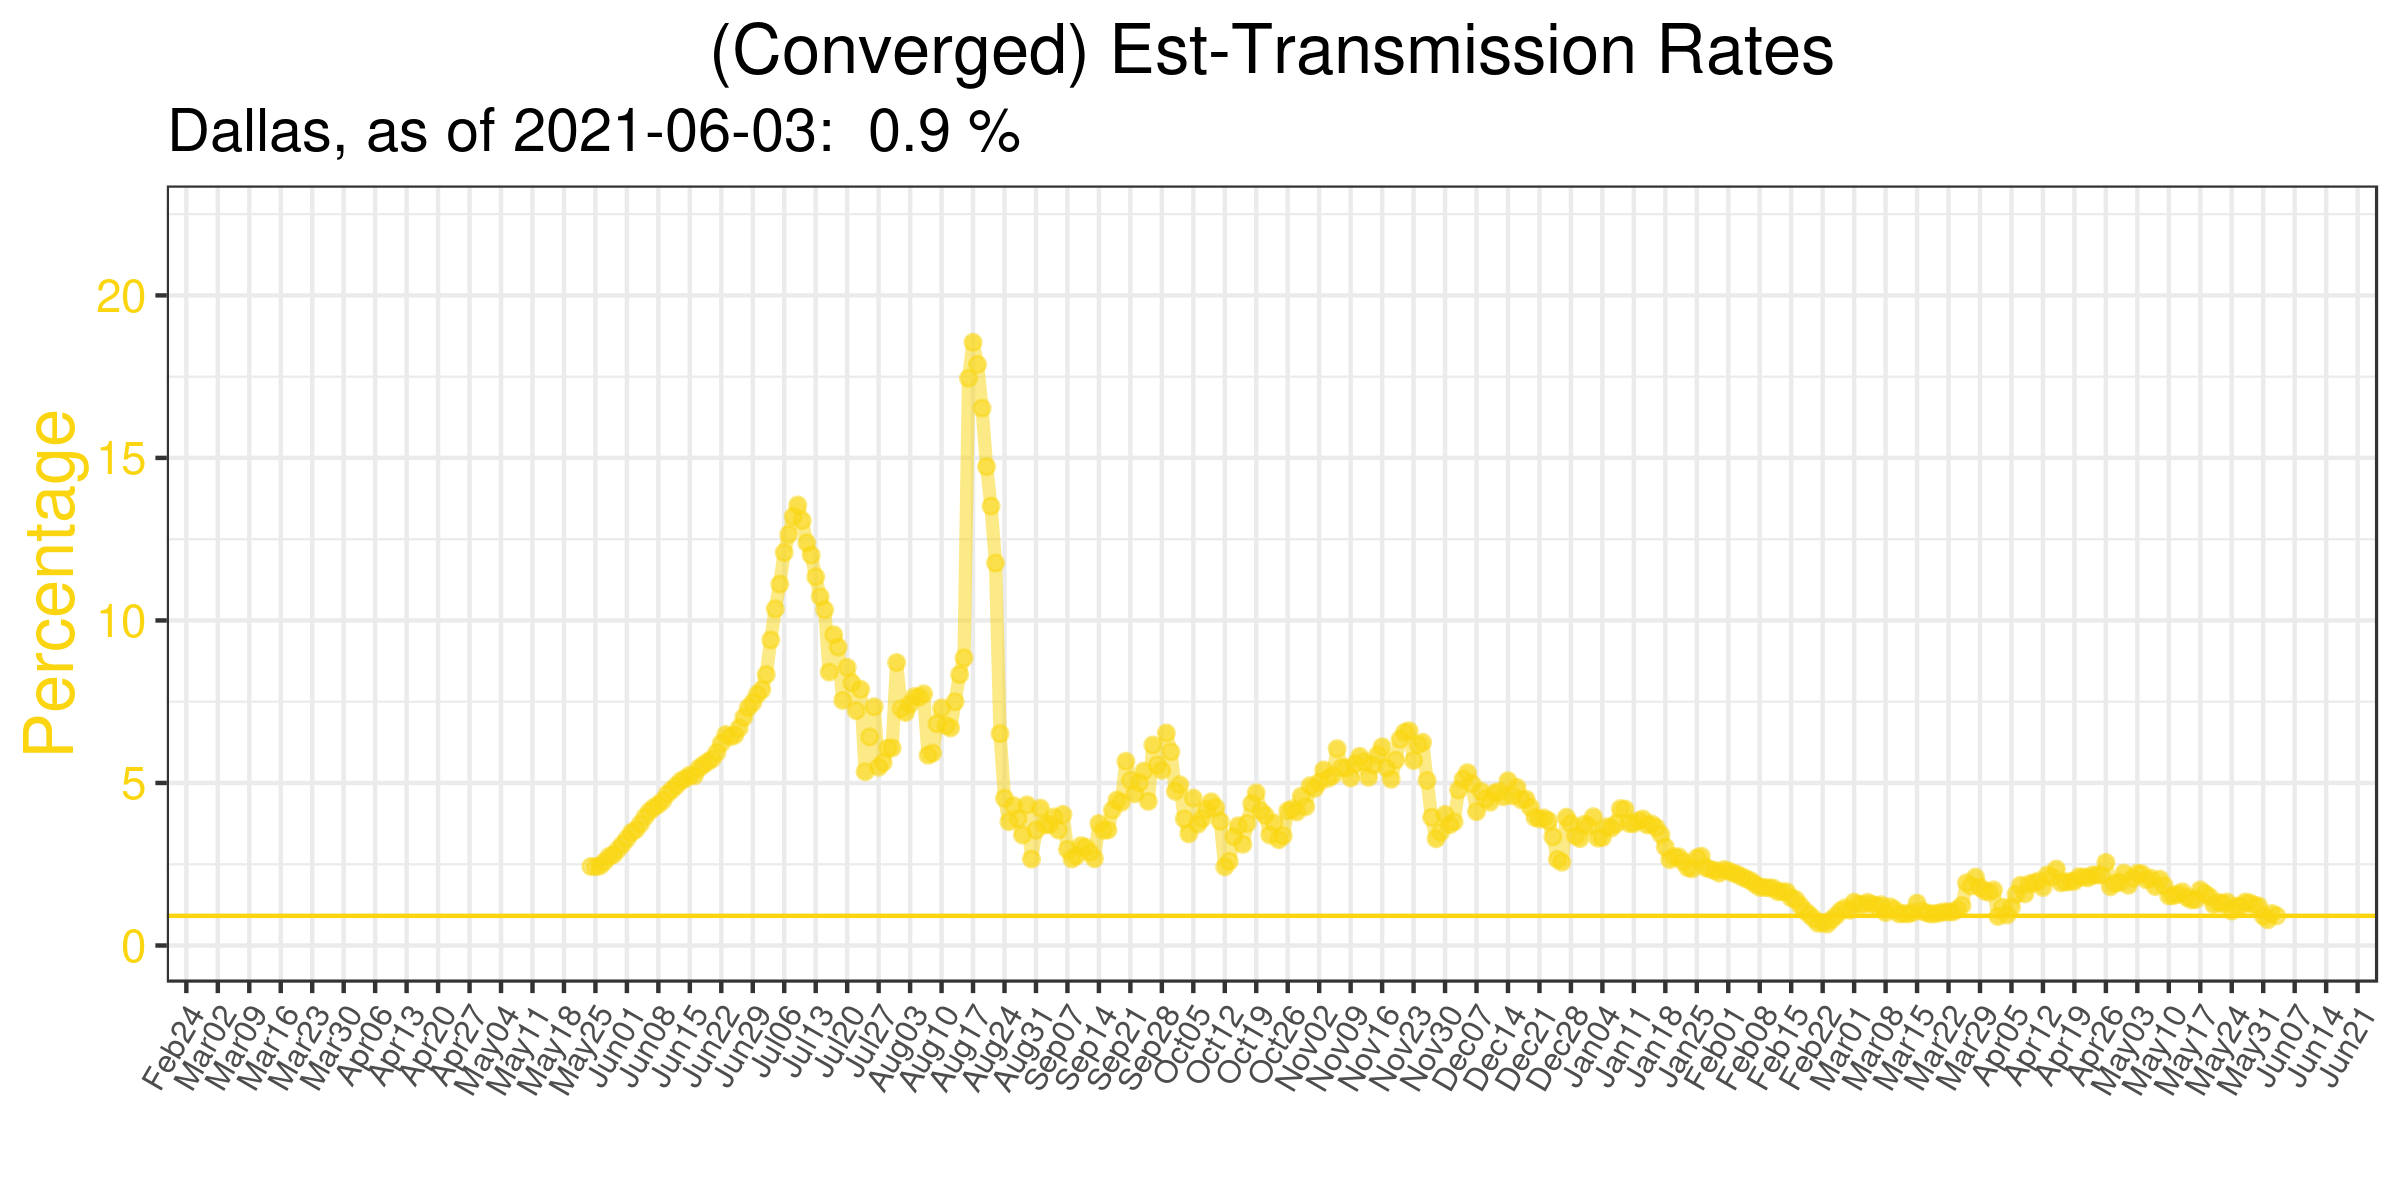 (Converged) Est-Transmission Rates
Dallas, as of 2021-06-03:  0.9 %
Percentage
20
15
10
5
0
Feb24
Mar02
Mar09
Mar16
Mar23
Mar30
Apr06
Apr13
Apr20
Apr27
May04
May11
May18
May25
Jun01
Jun08
Jun15
Jun22
Jun29
Jul06
Jul13
Jul20
Jul27
Aug03
Aug10
Aug17
Aug24
Aug31
Sep07
Sep14
Sep21
Sep28
Oct05
Oct12
Oct19
Oct26
Nov02
Nov09
Nov16
Nov23
Nov30
Dec07
Dec14
Dec21
Dec28
Jan04
Jan11
Jan18
Jan25
Feb01
Feb08
Feb15
Feb22
Mar01
Mar08
Mar15
Mar22
Mar29
Apr05
Apr12
Apr19
Apr26
May03
May10
May17
May24
May31
Jun07
Jun14
Jun21